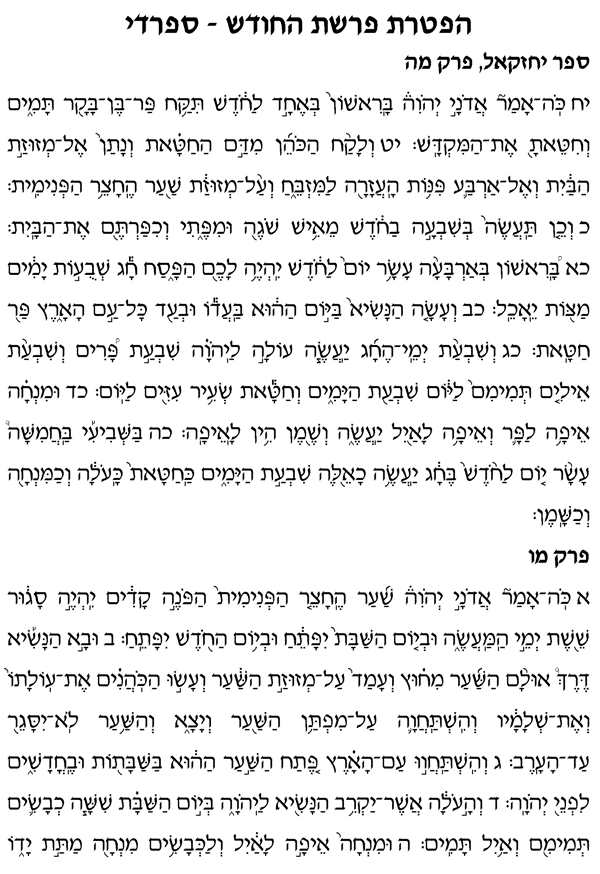 הפטרת פרשת החודש - ספרדי
ספר יחזקאל, פרק מה
יח כֹּֽה־אָמַר֮ אֲדֹנָ֣י יְהוִֹה֒ בָּֽרִאשׁוֹן֙ בְּאֶחָ֣ד לַחֹ֔דֶשׁ תִּקַּ֥ח פַּר־בֶּן־בָּקָ֖ר תָּמִ֑ים
וְחִטֵּאתָ֖ אֶת־הַמִּקְדָּֽשׁ׃ יט וְלָקַ֨ח הַכֹּהֵ֜ן מִדַּ֣ם הַחַטָּ֗את וְנָתַן֙ אֶל־מְזוּזַ֣ת
הַבַּ֔יִת וְאֶל־אַרְבַּ֛ע פִּנּ֥וֹת הָעֲזָרָ֖ה לַמִּזְבֵּ֑חַ וְעַ֨ל־מְזוּזַ֔ת שַׁ֖עַר הֶחָצֵ֥ר הַפְּנִימִֽית׃
כ וְכֵ֤ן תַּֽעֲשֶׂה֙ בְּשִׁבְעָ֣ה בַחֹ֔דֶשׁ מֵאִ֥ישׁ שֹׁגֶ֖ה וּמִפֶּ֑תִי וְכִפַּרְתֶּ֖ם אֶת־הַבָּֽיִת׃
כא בָּ֠רִאשׁוֹן בְּאַרְבָּעָ֨ה עָשָׂ֥ר יוֹם֙ לַחֹ֔דֶשׁ יִהְיֶ֥ה לָכֶ֖ם הַפָּ֑סַח חָ֕ג שְׁבֻע֣וֹת יָמִ֔ים
מַצּ֖וֹת יֵֽאָכֵֽל׃ כב וְעָשָׂ֤ה הַנָּשִׂיא֙ בַּיּ֣וֹם הַה֔וּא בַּעֲד֕וֹ וּבְעַ֖ד כָּל־עַ֣ם הָאָ֑רֶץ פַּ֖ר
חַטָּֽאת׃ כג וְשִׁבְעַ֨ת יְמֵֽי־הֶחָ֜ג יַעֲשֶׂ֧ה עוֹלָ֣ה לַֽיהוָֹ֗ה שִׁבְעַ֣ת פָּ֠רִים וְשִׁבְעַ֨ת
אֵילִ֤ים תְּמִימִם֙ לַיּ֔וֹם שִׁבְעַ֖ת הַיָּמִ֑ים וְחַטָּ֕את שְׂעִ֥יר עִזִּ֖ים לַיּֽוֹם׃ כד וּמִנְחָ֗ה
אֵיפָ֥ה לַפָּ֛ר וְאֵיפָ֥ה לָאַ֖יִל יַעֲשֶׂ֑ה וְשֶׁ֖מֶן הִ֥ין לָאֵיפָֽה׃ כה בַּשְּׁבִיעִ֡י בַּחֲמִשָּׁה֩
עָשָׂ֨ר י֤וֹם לַחֹ֙דֶשׁ֙ בֶּחָ֔ג יַעֲשֶׂ֥ה כָאֵ֖לֶּה שִׁבְעַ֣ת הַיָּמִ֑ים כַּֽחַטָּאת֙ כָּעֹלָ֔ה וְכַמִּנְחָ֖ה
וְכַשָּֽׁמֶן׃
פרק מו
א כֹּה־אָמַר֮ אֲדֹנָ֣י יְהוִֹה֒ שַׁ֜עַר הֶחָצֵ֤ר הַפְּנִימִית֙ הַפֹּנֶ֣ה קָדִ֔ים יִהְיֶ֣ה סָג֔וּר
שֵׁ֖שֶׁת יְמֵ֣י הַֽמַּעֲשֶׂ֑ה וּבְי֤וֹם הַשַּׁבָּת֙ יִפָּתֵ֔חַ וּבְי֥וֹם הַחֹ֖דֶשׁ יִפָּתֵֽחַ׃ ב וּבָ֣א הַנָּשִׂ֡יא
דֶּרֶךְ֩ אוּלָ֨ם הַשַּׁ֜עַר מִח֗וּץ וְעָמַד֙ עַל־מְזוּזַ֣ת הַשַּׁ֔עַר וְעָשׂ֣וּ הַכֹּֽהֲנִ֗ים אֶת־עֽוֹלָתוֹ֙
וְאֶת־שְׁלָמָ֔יו וְהִֽשְׁתַּחֲוָ֛ה עַל־מִפְתַּ֥ן הַשַּׁ֖עַר וְיָצָ֑א וְהַשַּׁ֥עַר לֹֽא־יִסָּגֵ֖ר
עַד־הָעָֽרֶב׃ ג וְהִשְׁתַּחֲו֣וּ עַם־הָאָ֗רֶץ פֶּ֚תַח הַשַּׁ֣עַר הַה֔וּא בַּשַּׁבָּת֖וֹת וּבֶחֳדָשִׁ֑ים
לִפְנֵ֖י יְהוָֹֽה׃ ד וְהָ֣עֹלָ֔ה אֲשֶׁר־יַקְרִ֥ב הַנָּשִׂ֖יא לַֽיהוָֹ֑ה בְּי֣וֹם הַשַּׁבָּ֗ת שִׁשָּׁ֧ה כְבָשִׂ֛ים
תְּמִימִ֖ם וְאַ֥יִל תָּמִֽים׃ ה וּמִנְחָה֙ אֵיפָ֣ה לָאַ֔יִל וְלַכְּבָשִׂ֥ים מִנְחָ֖ה מַתַּ֣ת יָד֑וֹ